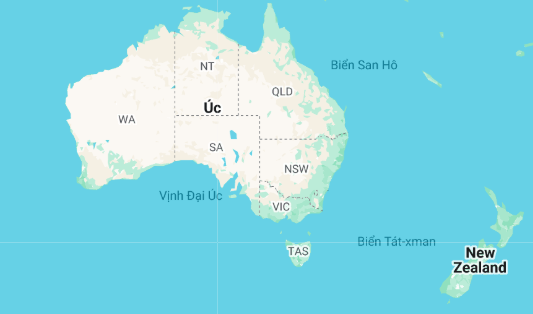 NT
Biển San Hô
QLD
Úc
WA
SA
NSW
Vịnh Đại Úc
VIC
Biển Tát-xman
TAS
New
Zealand